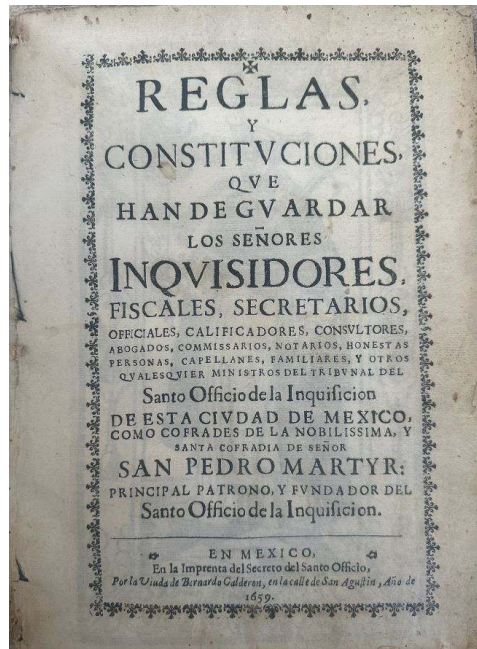 REGLAS,
Y
CONSTITVCIONES,
QVE
HAN DE GVARDAR
LOS SEÑORES
INQVISIDORES,
FISCALES, SECRETARIOS,
OFFICIALES, CALIFICADORES, CONSVLTORES,
ABOGADOS, COMMISSARIOS, NOTARIOS, HONESTAS
PERSONAS, CAPELLANES, FAMILIARES, Y OTROS
QVALESQVIER MINISTROS DEL TRIBVNAL DEL
Santo Officio de la Inquisicion
DE ESTA CIVDAD DE MEXICO,
COMO COFRADES DE LA NOBILISSIMA, Y
SANTA COFRADIA DE SEÑOR
SAN PEDRO MARTYR;
PRINCIPAL PATRONO, Y FVNDADOR DEL
Santo Officio de la Inquisicion.
EN MEXICO,
En la Imprenta del Secreto del Santo Officio,
Por la Viuda de Bernardo Calderon, en la calle de San Agustin, Año de
1659.